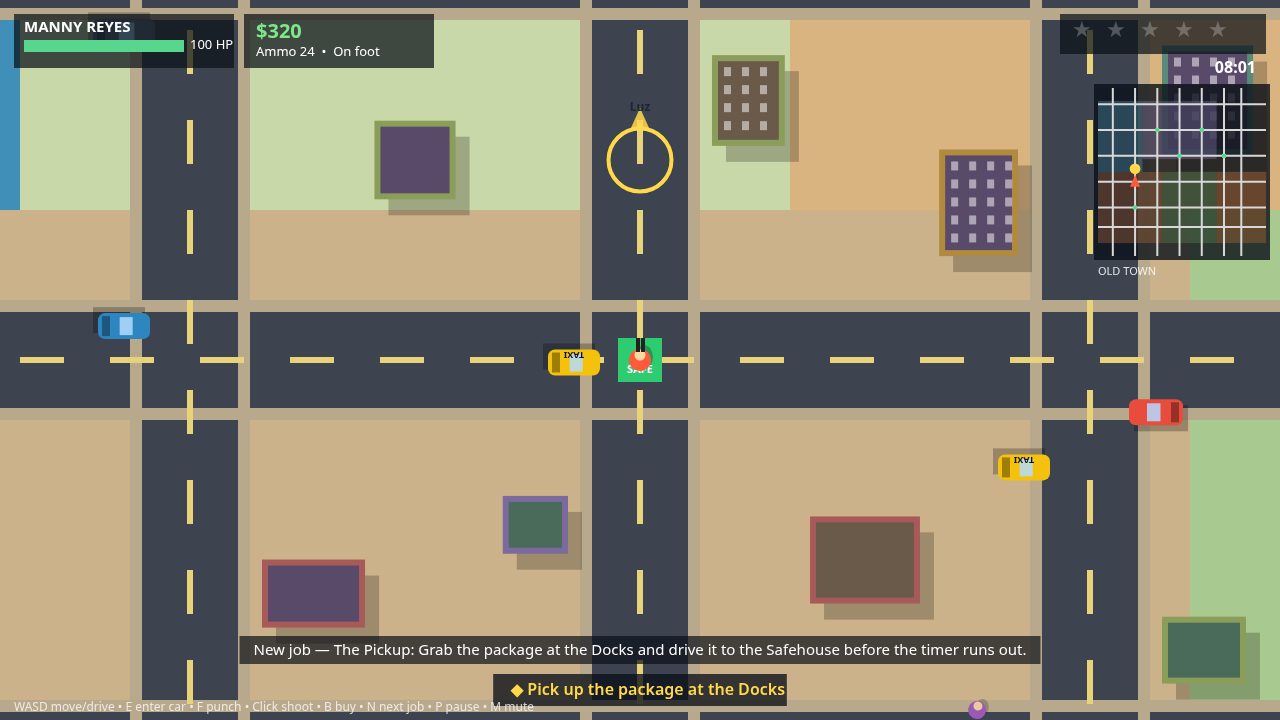 MANNY REYES
100 HP
$320
Ammo 24 • On foot
08:01
Luz
OLD TOWN
TAXI
SAFE
TAXI
New job — The Pickup: Grab the package at the Docks and drive it to the Safehouse before the timer runs out.
◆ Pick up the package at the Docks
WASD move/drive • E enter car • F punch • Click shoot • B buy • N next job • P pause • M mute